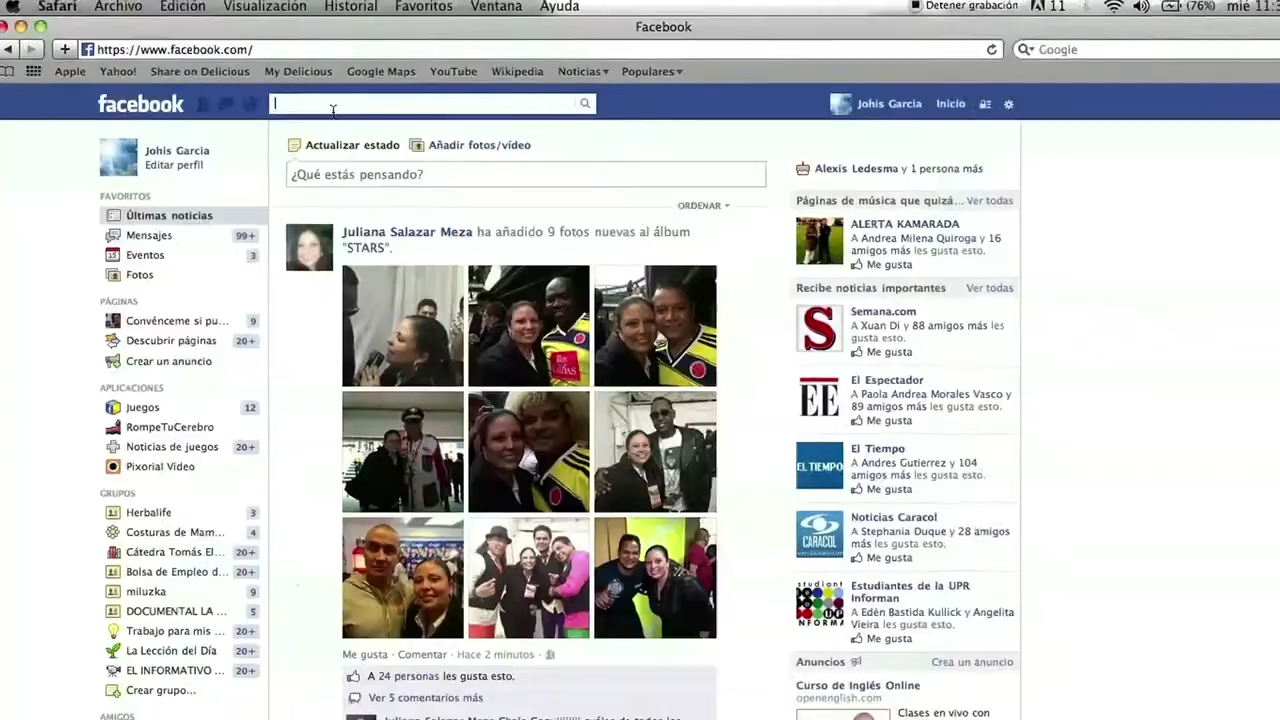 Safari Archivo Edición Visualización Historial Favoritos Ventana Ayuda
Detener grabación 11 (76%) mié 11:3
Facebook
https://www.facebook.com/
Google
Apple Yahoo! Share on Delicious My Delicious Google Maps YouTube Wikipedia Noticias Populares
facebook
Johis Garcia Inicio
Johis Garcia
Editar perfil
FAVORITOS
Últimas noticias
Mensajes 99+
Eventos 3
Fotos
PÁGINAS
Convénceme si pu... 9
Descubrir páginas 20+
Crear un anuncio
APLICACIONES
Juegos 12
RompeTuCerebro
Noticias de juegos 20+
Pixorial Video
GRUPOS
Herbalife 3
Costuras de Mam... 4
Cátedra Tomás El... 20+
Bolsa de Empleo d... 20+
miluzka 9
DOCUMENTAL LA ... 5
Trabajo para mis ... 20+
La Lección del Día 20+
EL INFORMATIVO ... 20+
Crear grupo...
AMIGOS
Actualizar estado Añadir fotos/vídeo
¿Qué estás pensando?
ORDENAR
Juliana Salazar Meza ha añadido 9 fotos nuevas al álbum
"STARS".
Me gusta · Comentar · Hace 2 minutos ·
A 24 personas les gusta esto.
Ver 5 comentarios más
Juliana Salazar Meza
Alexis Ledesma y 1 persona más
Páginas de música que quizá... Ver todas
ALERTA KAMARADA
A Andrea Milena Quiroga y 16
amigos más les gusta esto.
Me gusta
Recibe noticias importantes Ver todas
S
Semana.com
A Xuan Di y 88 amigos más les
gusta esto.
Me gusta
EE
El Espectador
A Paola Andrea Morales Vasco y
89 amigos más les gusta esto.
Me gusta
EL TIEMPO
El Tiempo
A Andres Gutierrez y 104
amigos más les gusta esto.
Me gusta
CARACOL
Noticias Caracol
A Stephania Duque y 28 amigos
más les gusta esto.
Me gusta
Estudiantes de la UPR
Informan
A Edén Bastida Kullick y Angelita
Vieira les gusta esto.
Me gusta
Anuncios Crea un anuncio
Curso de Inglés Online
openenglish.com
Clases en vivo con